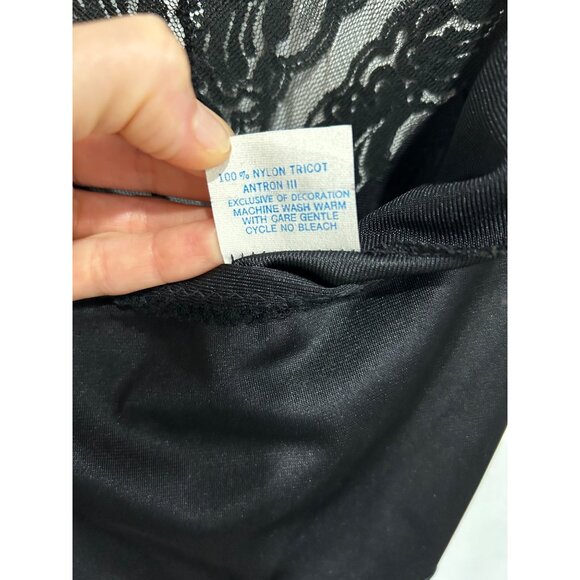 100% NYLON TRICOT
ANTRON III
EXCLUSIVE OF DECORATION
MACHINE WASH WARM
WITH CARE GENTLE
CYCLE NO BLEACH